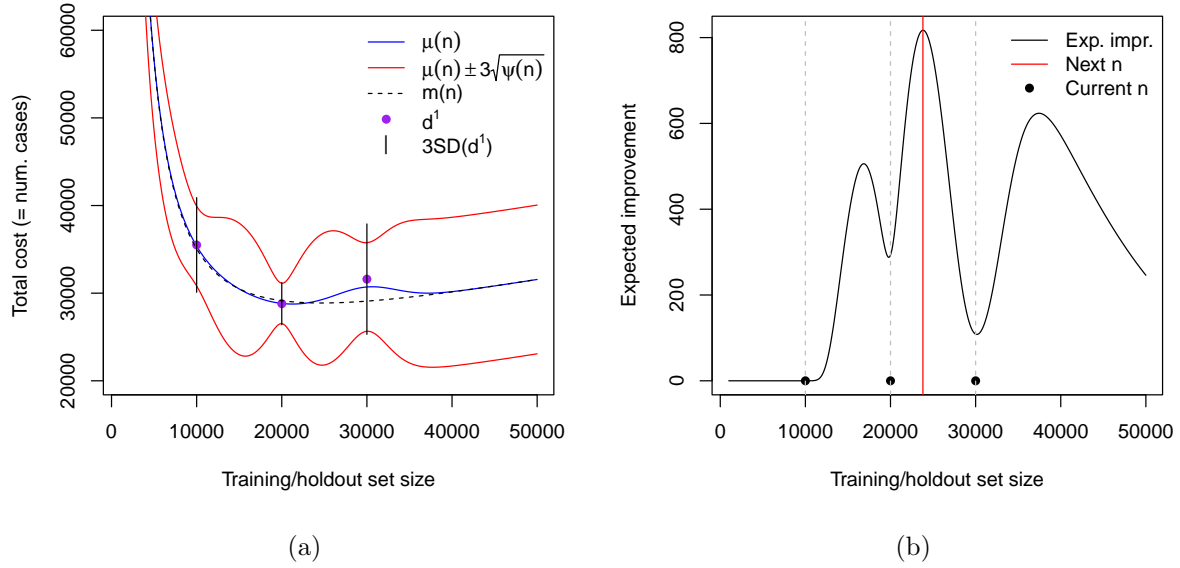 Total cost (= num. cases)
60000
50000
40000
30000
20000
μ(n)
μ(n) ± 3√ψ(n)
m(n)
d¹
3SD(d¹)
0 10000 20000 30000 40000 50000
Training/holdout set size
(a)
Expected improvement
800
600
400
200
0
Exp. impr.
Next n
Current n
0 10000 20000 30000 40000 50000
Training/holdout set size
(b)